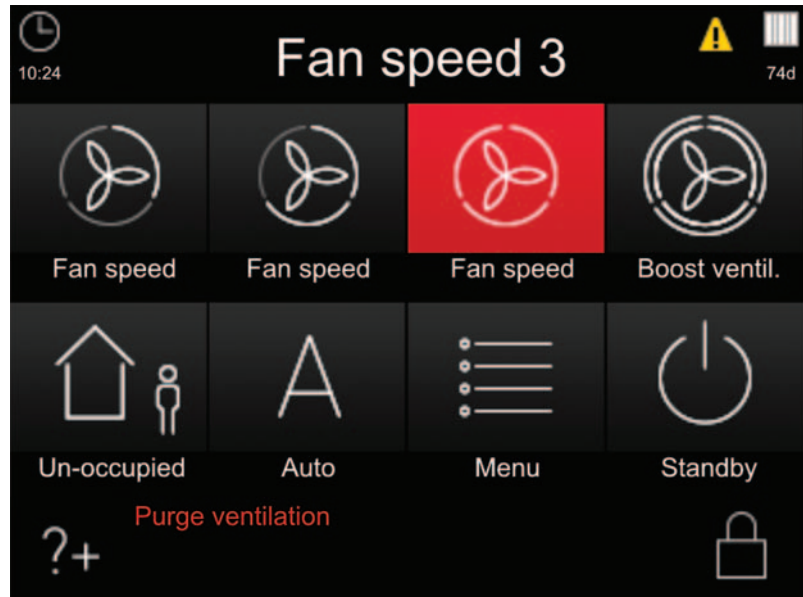 Fan speed 3
10:24
74d
Fan speed
Fan speed
Fan speed
Boost ventil.
A
Un-occupied
Auto
Menu
Standby
Purge ventilation
?+